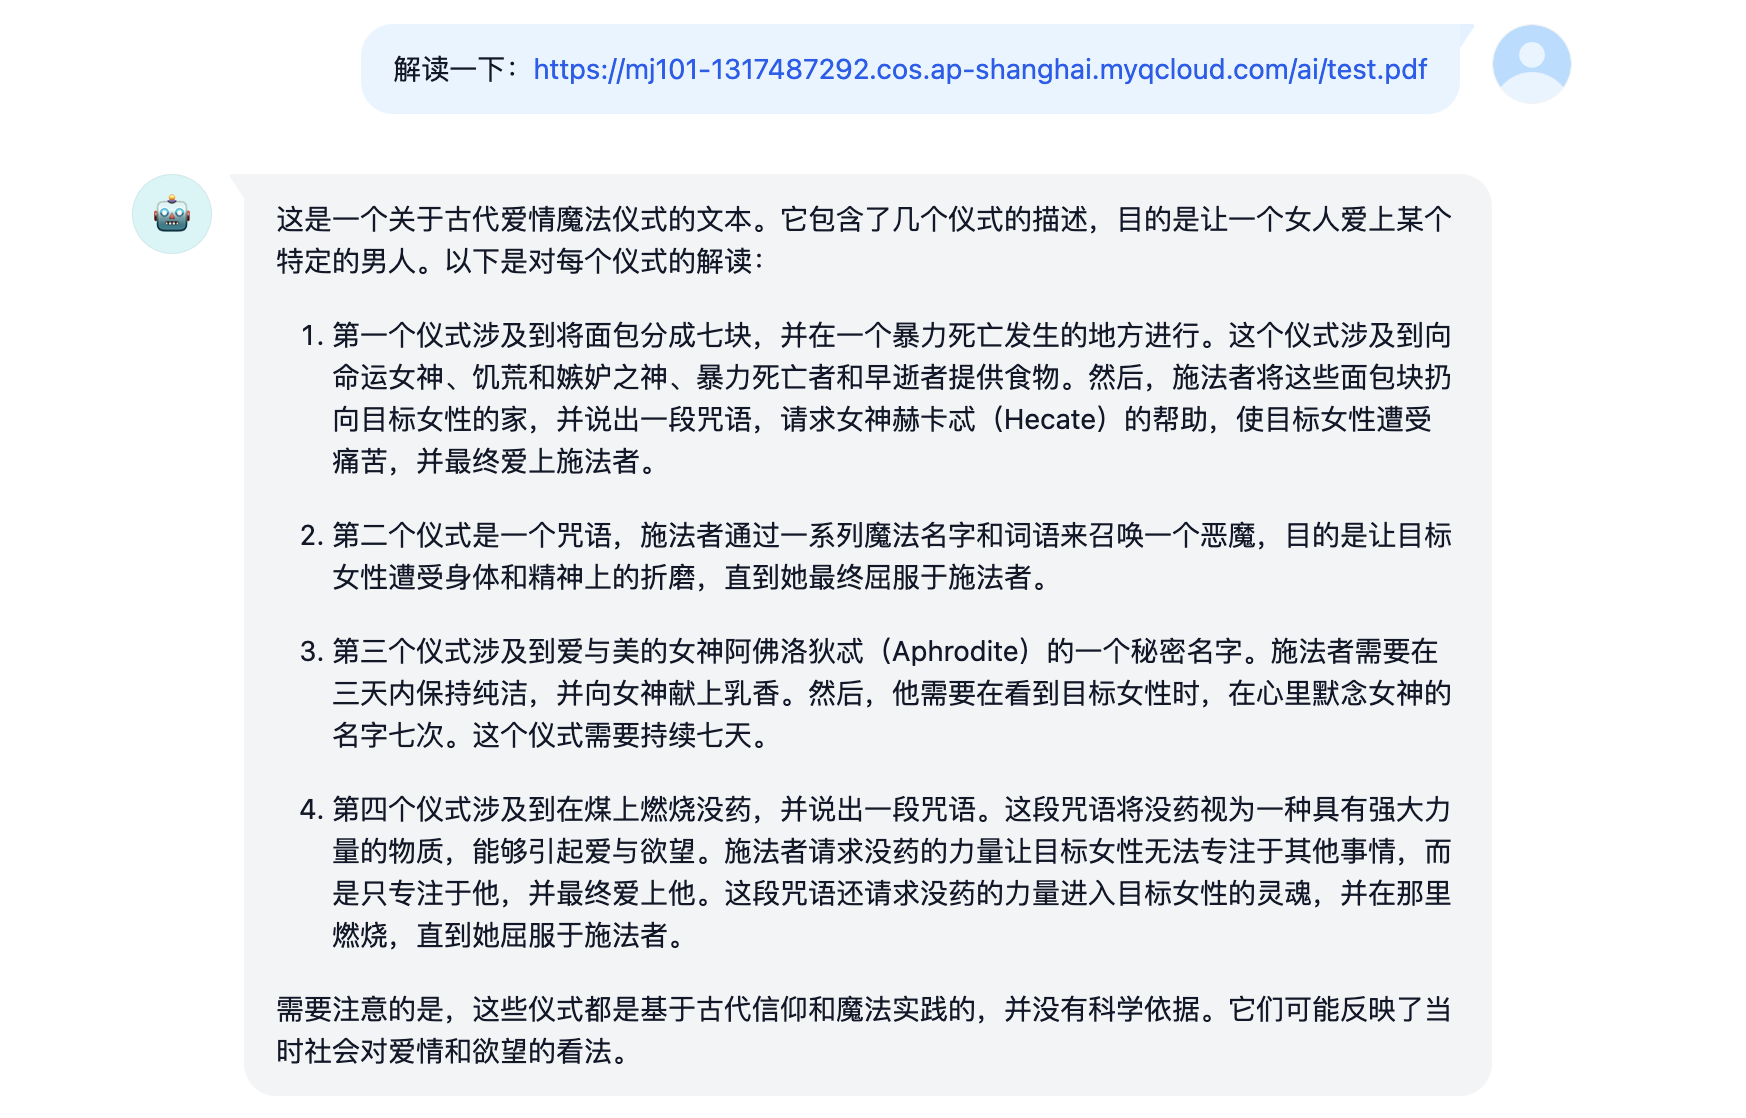 解读一下：https://mj101-1317487292.cos.ap-shanghai.myqcloud.com/ai/test.pdf
这是一个关于古代爱情魔法仪式的文本。它包含了几个仪式的描述，目的是让一个女人爱上某个
特定的男人。以下是对每个仪式的解读：
1. 第一个仪式涉及到将面包分成七块，并在一个暴力死亡发生的地方进行。这个仪式涉及到向
命运女神、饥荒和嫉妒之神、暴力死亡者和早逝者提供食物。然后，施法者将这些面包块扔
向目标女性的家，并说出一段咒语，请求女神赫卡忒（Hecate）的帮助，使目标女性遭受
痛苦，并最终爱上施法者。
2. 第二个仪式是一个咒语，施法者通过一系列魔法名字和词语来召唤一个恶魔，目的是让目标
女性遭受身体和精神上的折磨，直到她最终屈服于施法者。
3. 第三个仪式涉及到爱与美的女神阿佛洛狄忒（Aphrodite）的一个秘密名字。施法者需要在
三天内保持纯洁，并向女神献上乳香。然后，他需要在看到目标女性时，在心里默念女神的
名字七次。这个仪式需要持续七天。
4. 第四个仪式涉及到在煤上燃烧没药，并说出一段咒语。这段咒语将没药视为一种具有强大力
量的物质，能够引起爱与欲望。施法者请求没药的力量让目标女性无法专注于其他事情，而
是只专注于他，并最终爱上他。这段咒语还请求没药的力量进入目标女性的灵魂，并在那里
燃烧，直到她屈服于施法者。
需要注意的是，这些仪式都是基于古代信仰和魔法实践的，并没有科学依据。它们可能反映了当
时社会对爱情和欲望的看法。